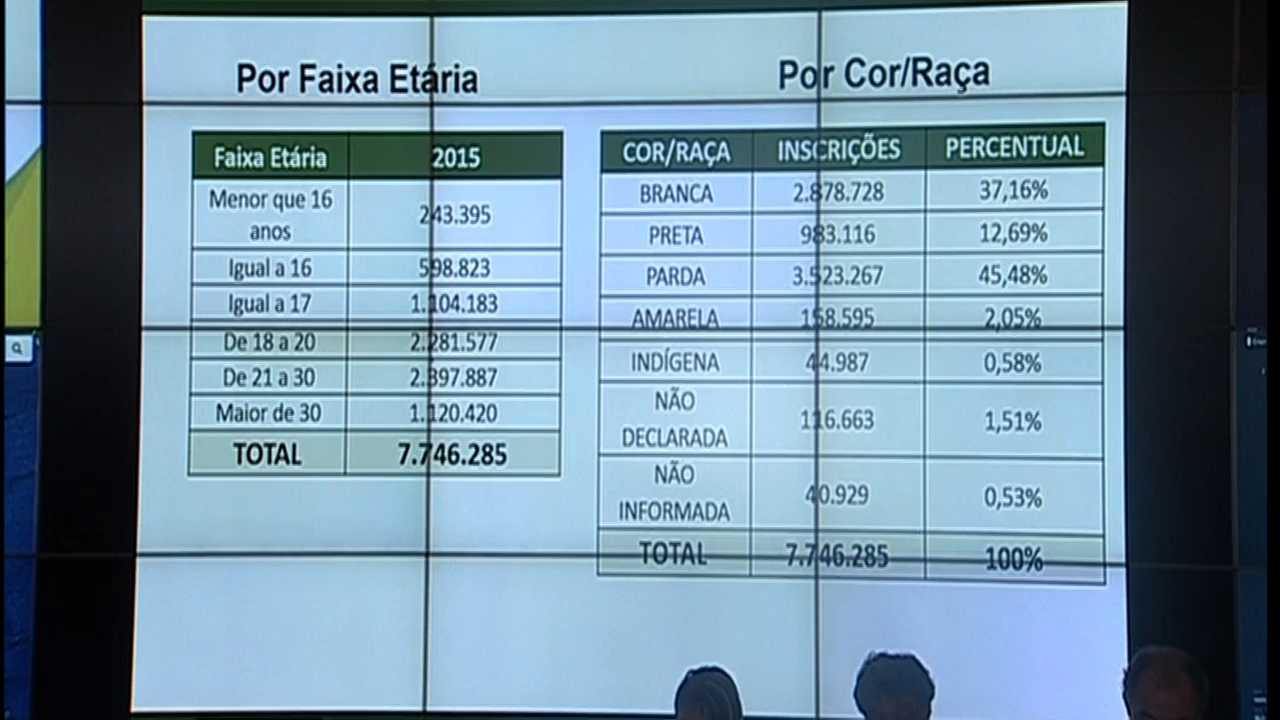 Por Faixa Etária
Faixa Etária 2015
Menor que 16 anos 243.395
Igual a 16 598.823
Igual a 17 1.104.183
De 18 a 20 2.281.577
De 21 a 30 2.397.887
Maior de 30 1.120.420
TOTAL 7.746.285
Por Cor/Raça
COR/RAÇA INSCRIÇÕES PERCENTUAL
BRANCA 2.878.728 37,16%
PRETA 983.116 12,69%
PARDA 3.523.267 45,48%
AMARELA 158.595 2,05%
INDÍGENA 44.987 0,58%
NÃO DECLARADA 116.663 1,51%
NÃO INFORMADA 40.929 0,53%
TOTAL 7.746.285 100%